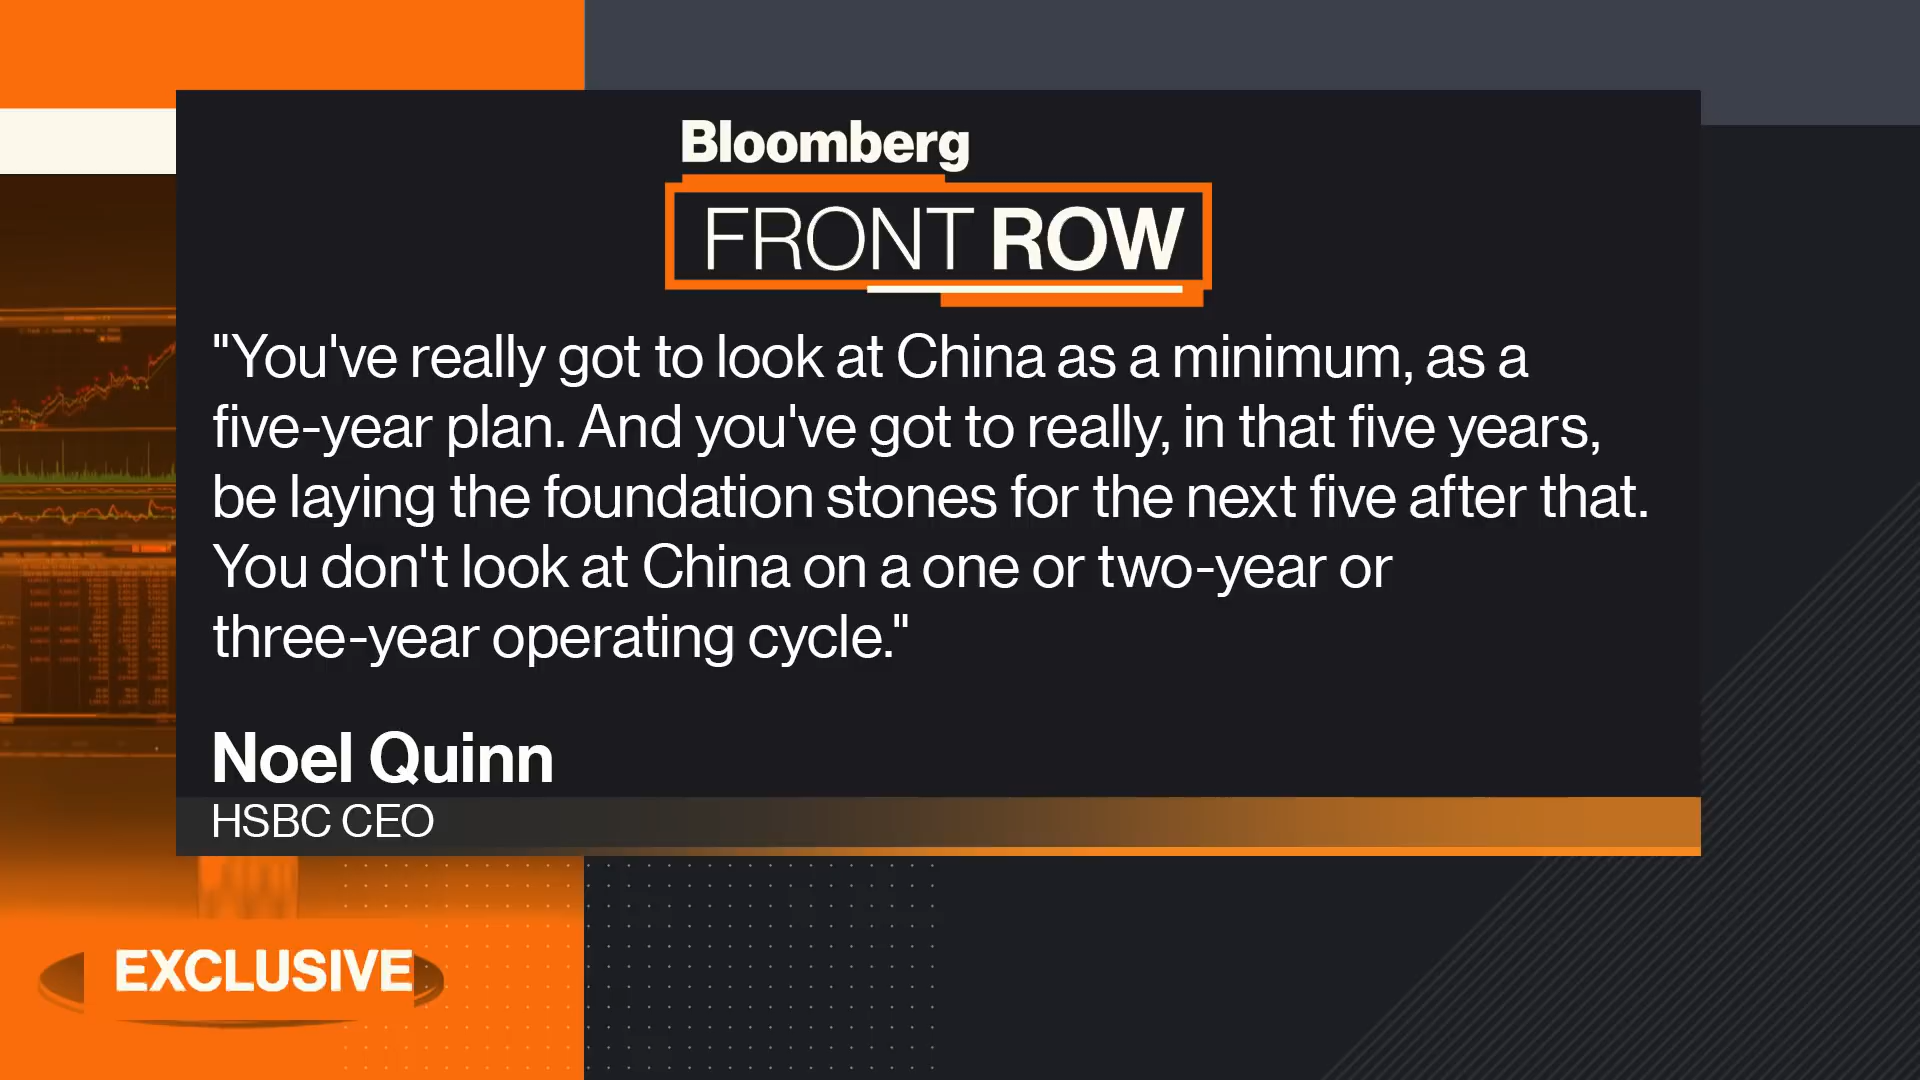 Bloomberg
FRONT ROW
"You've really got to look at China as a minimum, as a
five-year plan. And you've got to really, in that five years,
be laying the foundation stones for the next five after that.
You don't look at China on a one or two-year or
three-year operating cycle."
Noel Quinn
HSBC CEO
EXCLUSIVE